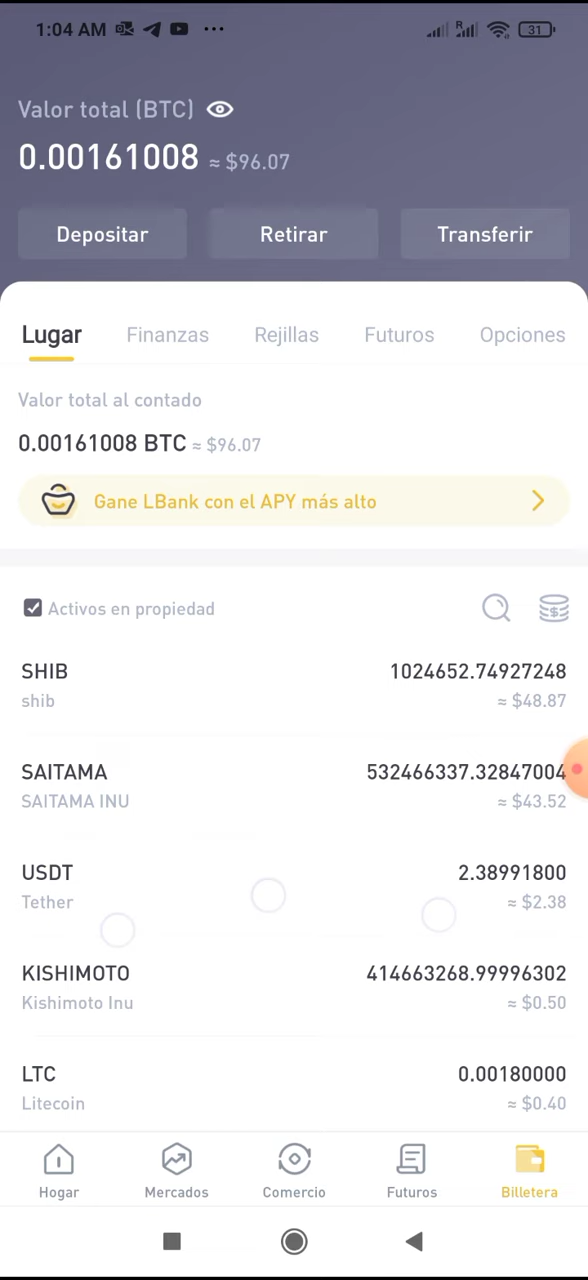 1:04 AM ... R 31
Valor total (BTC)
0.00161008 ≈ $96.07
Depositar Retirar Transferir
Lugar Finanzas Rejillas Futuros Opciones
Valor total al contado
0.00161008 BTC ≈ $96.07
Gane LBank con el APY más alto
Activos en propiedad
SHIB 1024652.74927248
shib ≈ $48.87
SAITAMA 532466337.32847004
SAITAMA INU ≈ $43.52
USDT 2.38991800
Tether ≈ $2.38
KISHIMOTO 414663268.99996302
Kishimoto Inu ≈ $0.50
LTC 0.00180000
Litecoin ≈ $0.40
Hogar Mercados Comercio Futuros Billetera